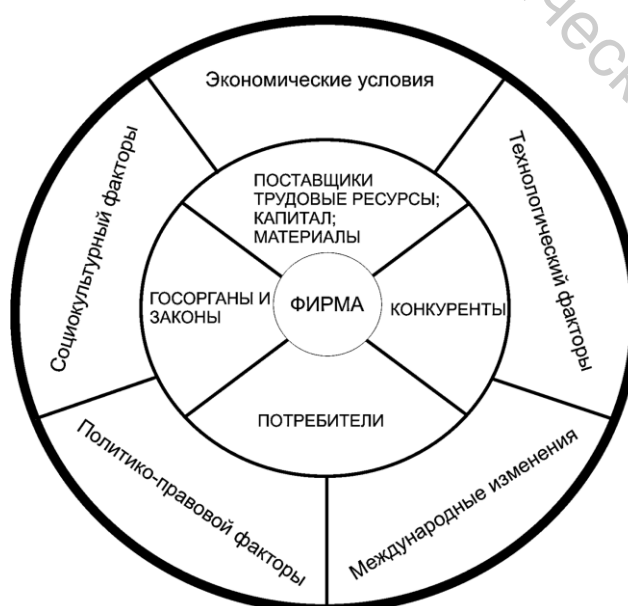 Экономические условия
Социокультурный факторы
Технологический факторы
ПОСТАВЩИКИ
ТРУДОВЫЕ РЕСУРСЫ;
КАПИТАЛ;
МАТЕРИАЛЫ
ГОСОРГАНЫ И
ЗАКОНЫ
ФИРМА
КОНКУРЕНТЫ
ПОТРЕБИТЕЛИ
Политико-правовой факторы
Международные изменения